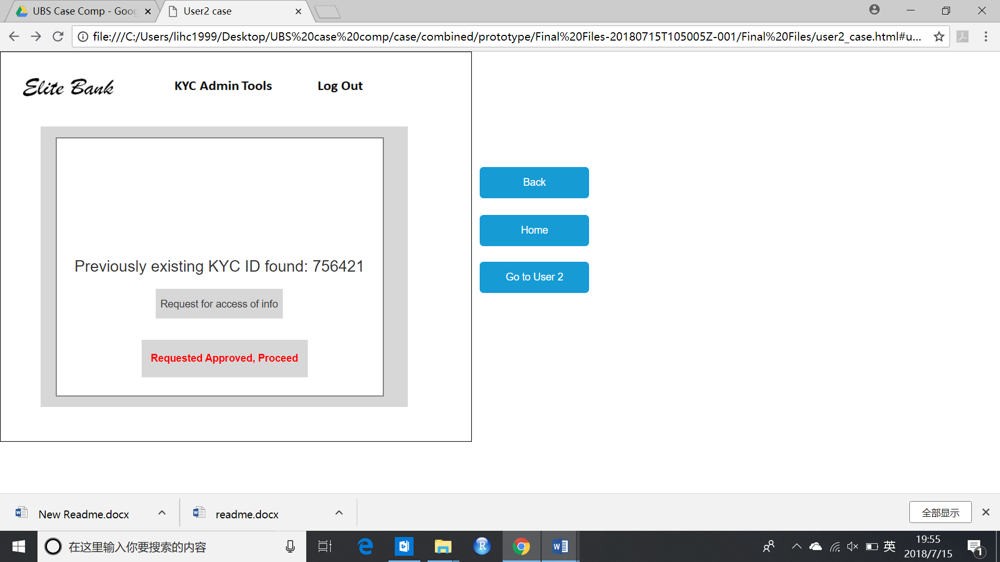 UBS Case Comp - Goog
User2 case
file:///C:/Users/lihc1999/Desktop/UBS%20case%20comp/case/combined/prototype/Final%20Files-20180715T105005Z-001/Final%20Files/user2_case.html#u...
Elite Bank
KYC Admin Tools
Log Out
Back
Home
Go to User 2
Previously existing KYC ID found: 756421
Request for access of info
Requested Approved, Proceed
New Readme.docx
readme.docx
全部显示
在这里输入你要搜索的内容
R
英
19:55
2018/7/15
1